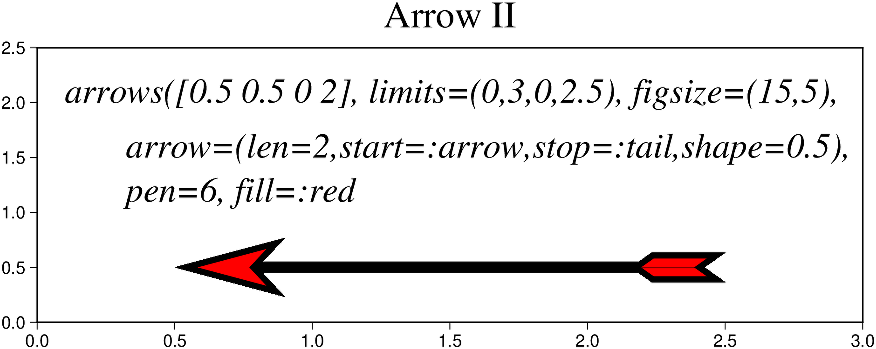 Arrow II
2.5
arrows([0.5 0.5 0 2], limits=(0,3,0,2.5), figsize=(15,5),
2.0
arrow=(len=2,start=:arrow,stop=:tail,shape=0.5),
1.5
pen=6, fill=:red
1.0
0.5
0.0
0.0 0.5 1.0 1.5 2.0 2.5 3.0